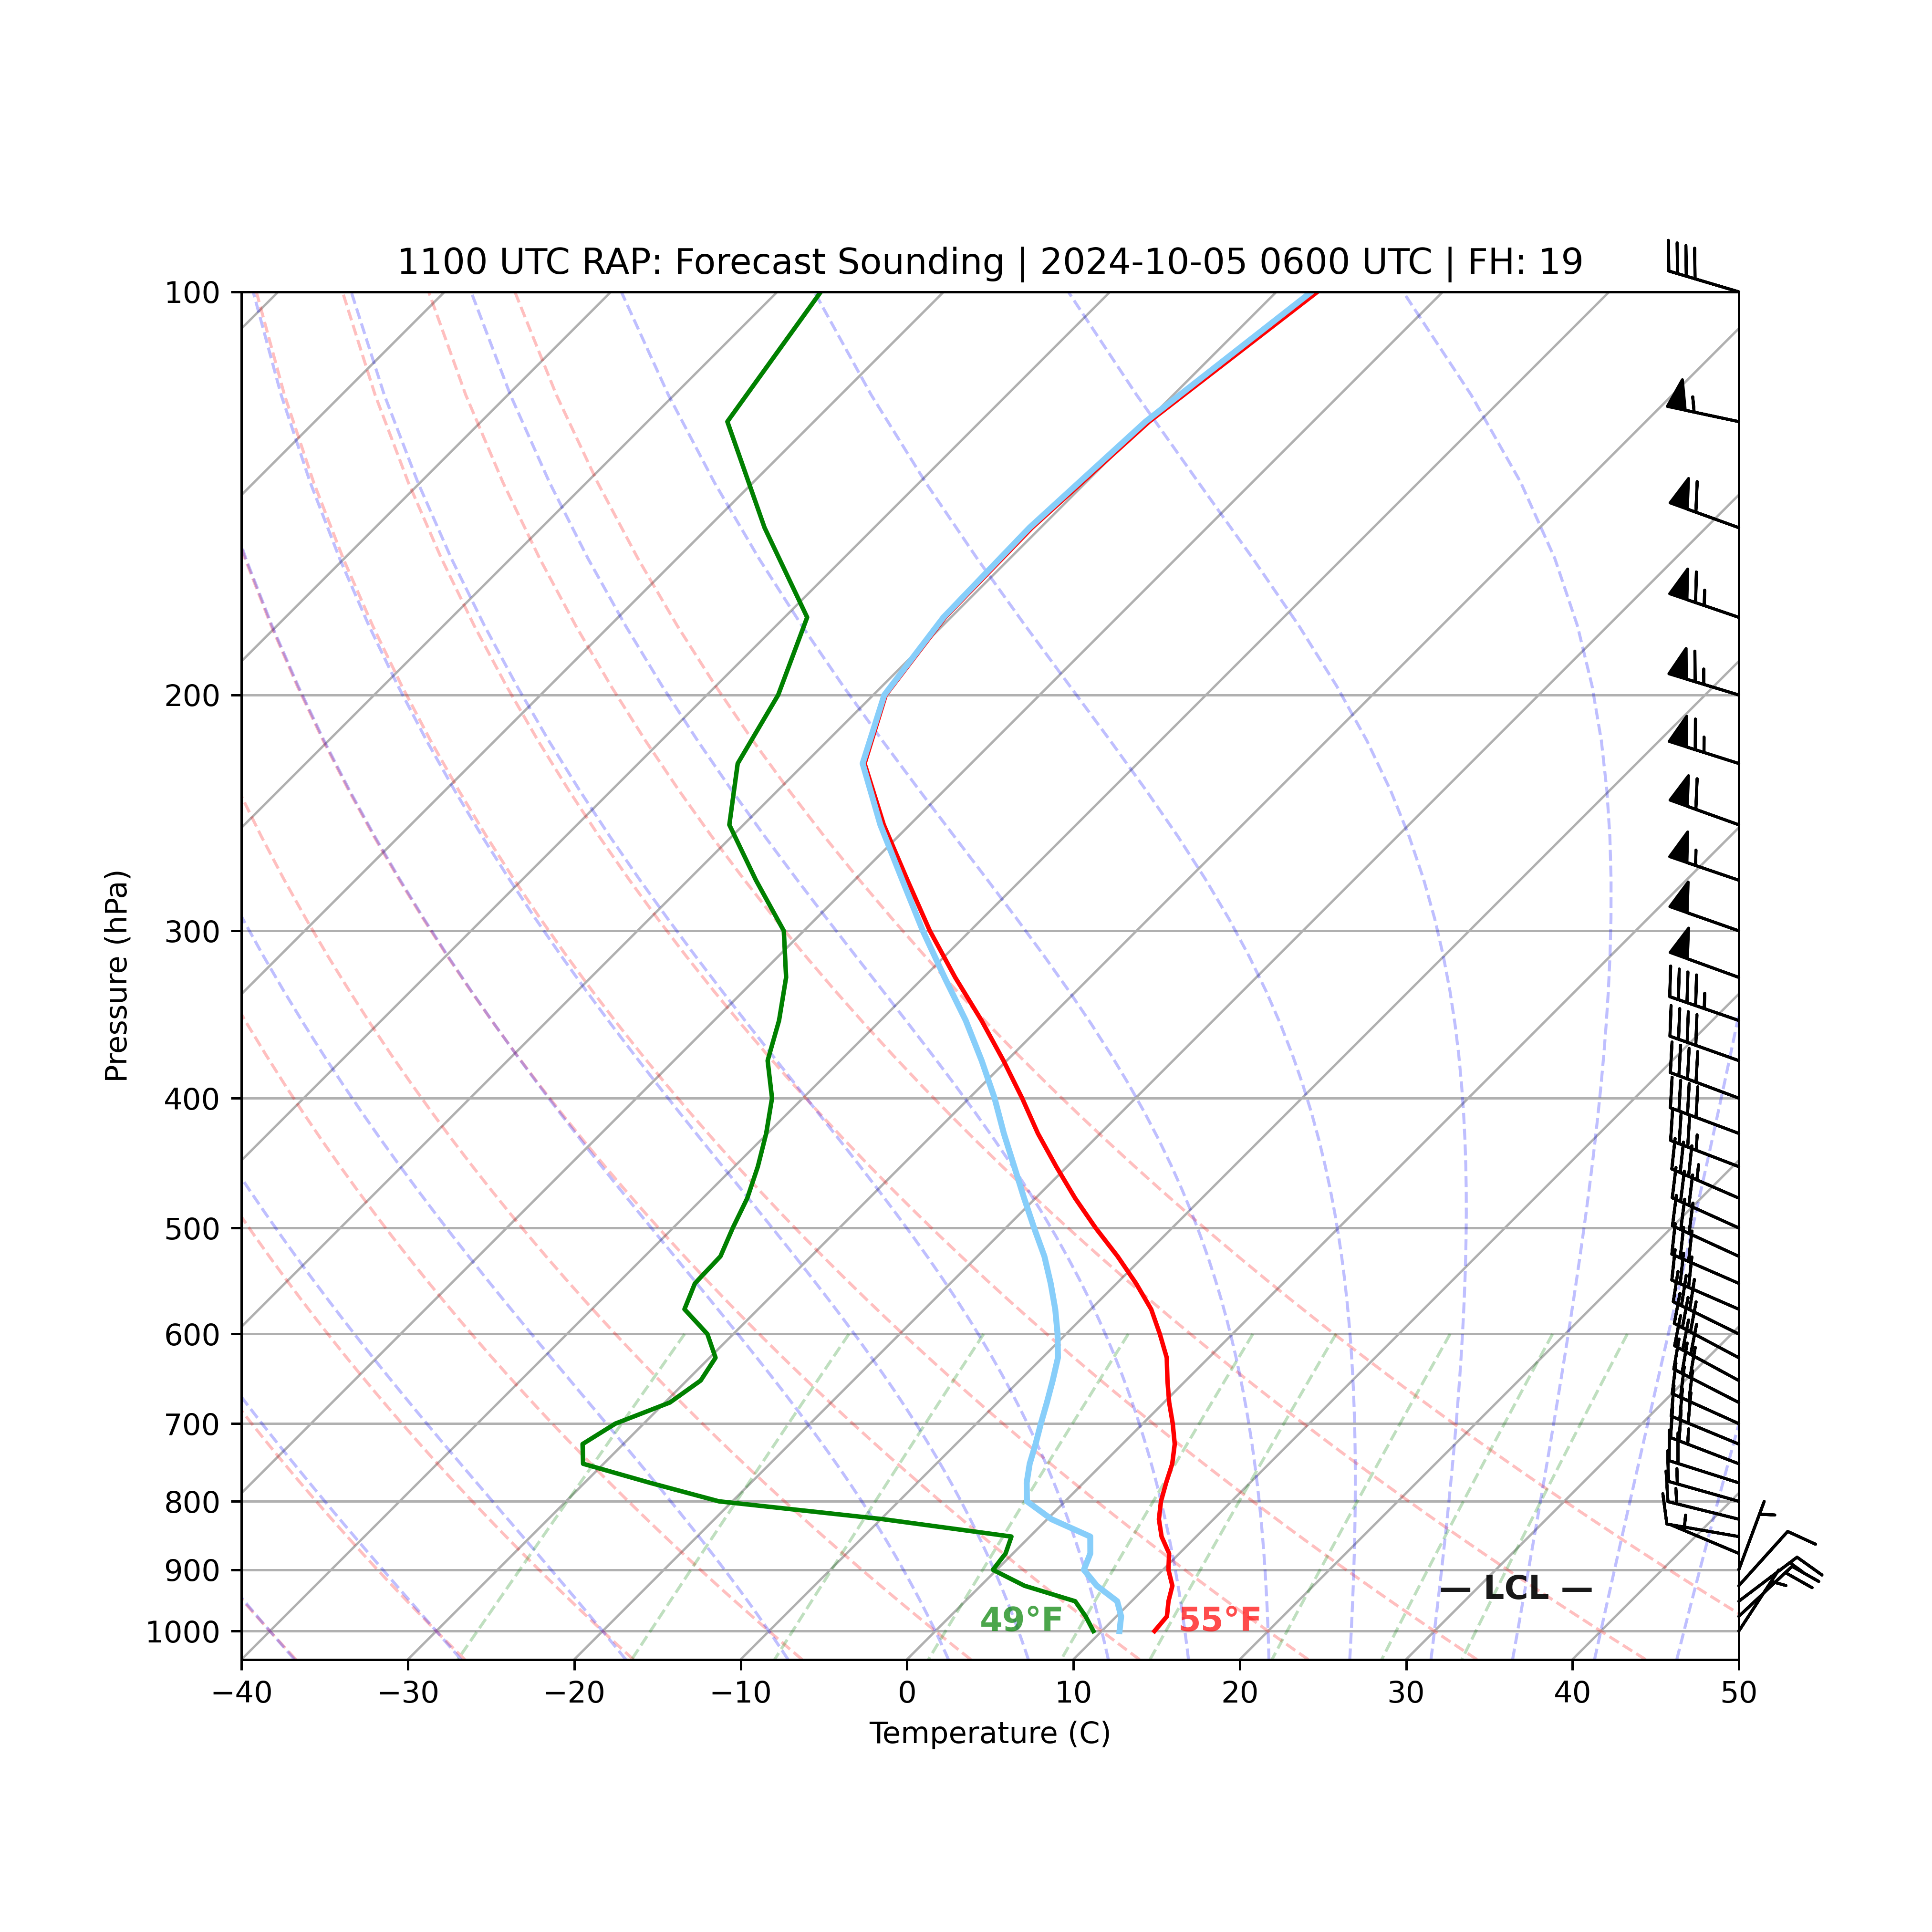 1100 UTC RAP: Forecast Sounding | 2024-10-05 0600 UTC | FH: 19
100
200
300
400
500
600
700
800
900
1000
Pressure (hPa)
— LCL —
49°F
55°F
−40 −30 −20 −10 0 10 20 30 40 50
Temperature (C)